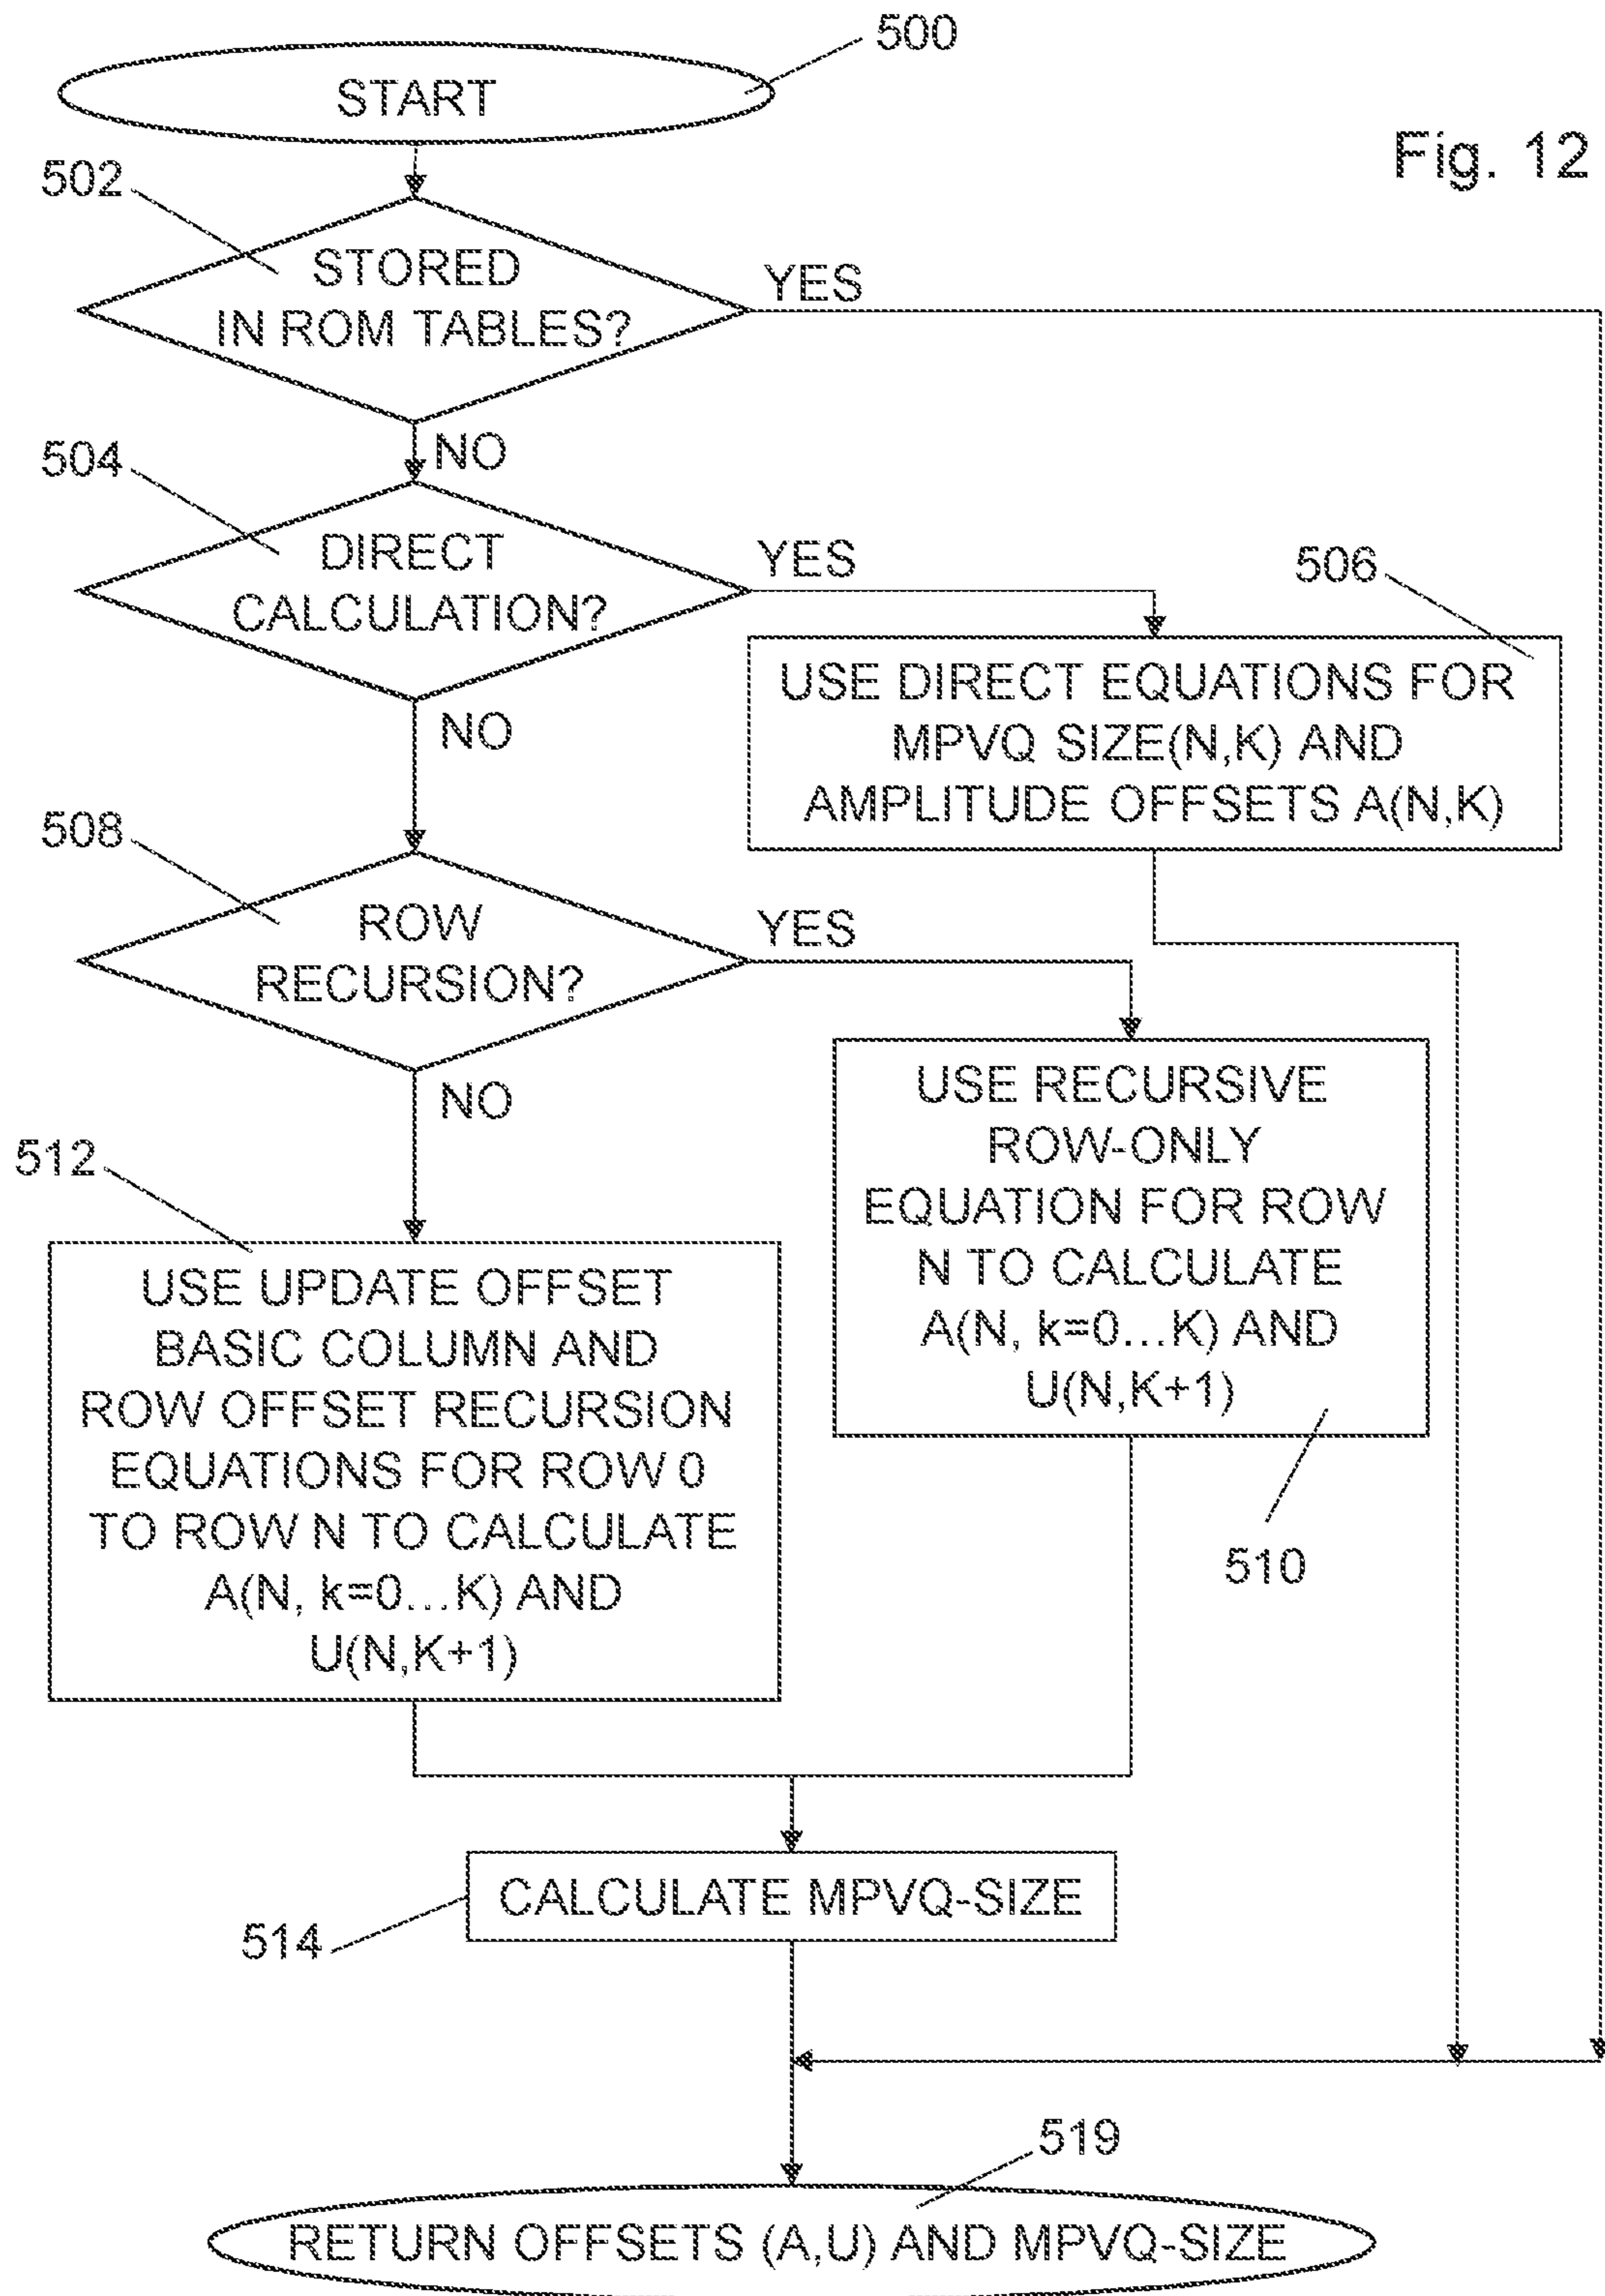 500
START
Fig. 12
502
STORED
IN ROM TABLES?
YES
NO
504
DIRECT
CALCULATION?
YES
506
USE DIRECT EQUATIONS FOR
MPVQ SIZE(N,K) AND
AMPLITUDE OFFSETS A(N,K)
NO
508
ROW
RECURSION?
YES
USE RECURSIVE
ROW-ONLY
EQUATION FOR ROW
N TO CALCULATE
A(N, k=0...K) AND
U(N,K+1)
510
NO
512
USE UPDATE OFFSET
BASIC COLUMN AND
ROW OFFSET RECURSION
EQUATIONS FOR ROW 0
TO ROW N TO CALCULATE
A(N, k=0...K) AND
U(N,K+1)
CALCULATE MPVQ-SIZE
514
519
RETURN OFFSETS (A,U) AND MPVQ-SIZE